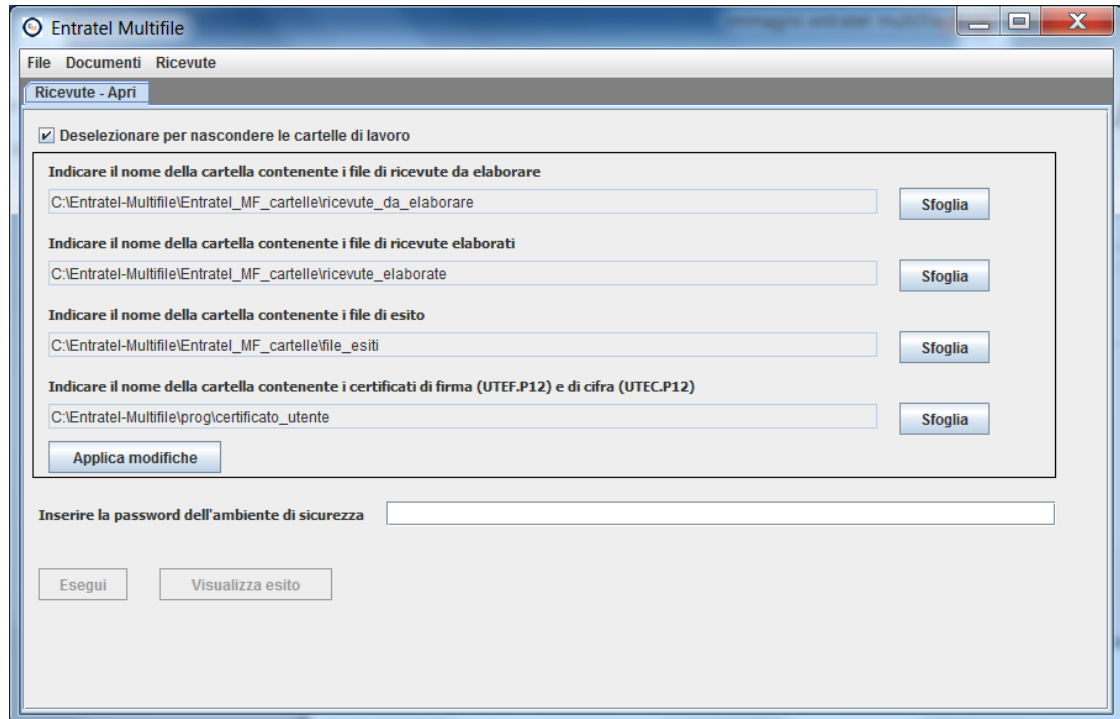 Entratel Multifile
File Documenti Ricevute
Ricevute - Apri
Deselezionare per nascondere le cartelle di lavoro
Indicare il nome della cartella contenente i file di ricevute da elaborare
C:\Entratel-Multifile\Entratel_MF_cartelle\ricevute_da_elaborare
Sfoglia
Indicare il nome della cartella contenente i file di ricevute elaborati
C:\Entratel-Multifile\Entratel_MF_cartelle\ricevute_elaborate
Sfoglia
Indicare il nome della cartella contenente i file di esito
C:\Entratel-Multifile\Entratel_MF_cartelle\file_esiti
Sfoglia
Indicare il nome della cartella contenente i certificati di firma (UTEF.P12) e di cifra (UTEC.P12)
C:\Entratel-Multifile\prog\certificato_utente
Sfoglia
Applica modifiche
Inserire la password dell'ambiente di sicurezza
Esegui Visualizza esito